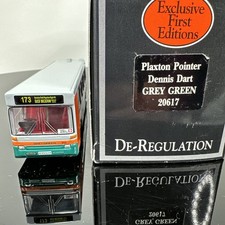 Exclusive
First
Editions
Plaxton Pointer
Dennis Dart
GREY GREEN
20617
DE-REGULATION
173